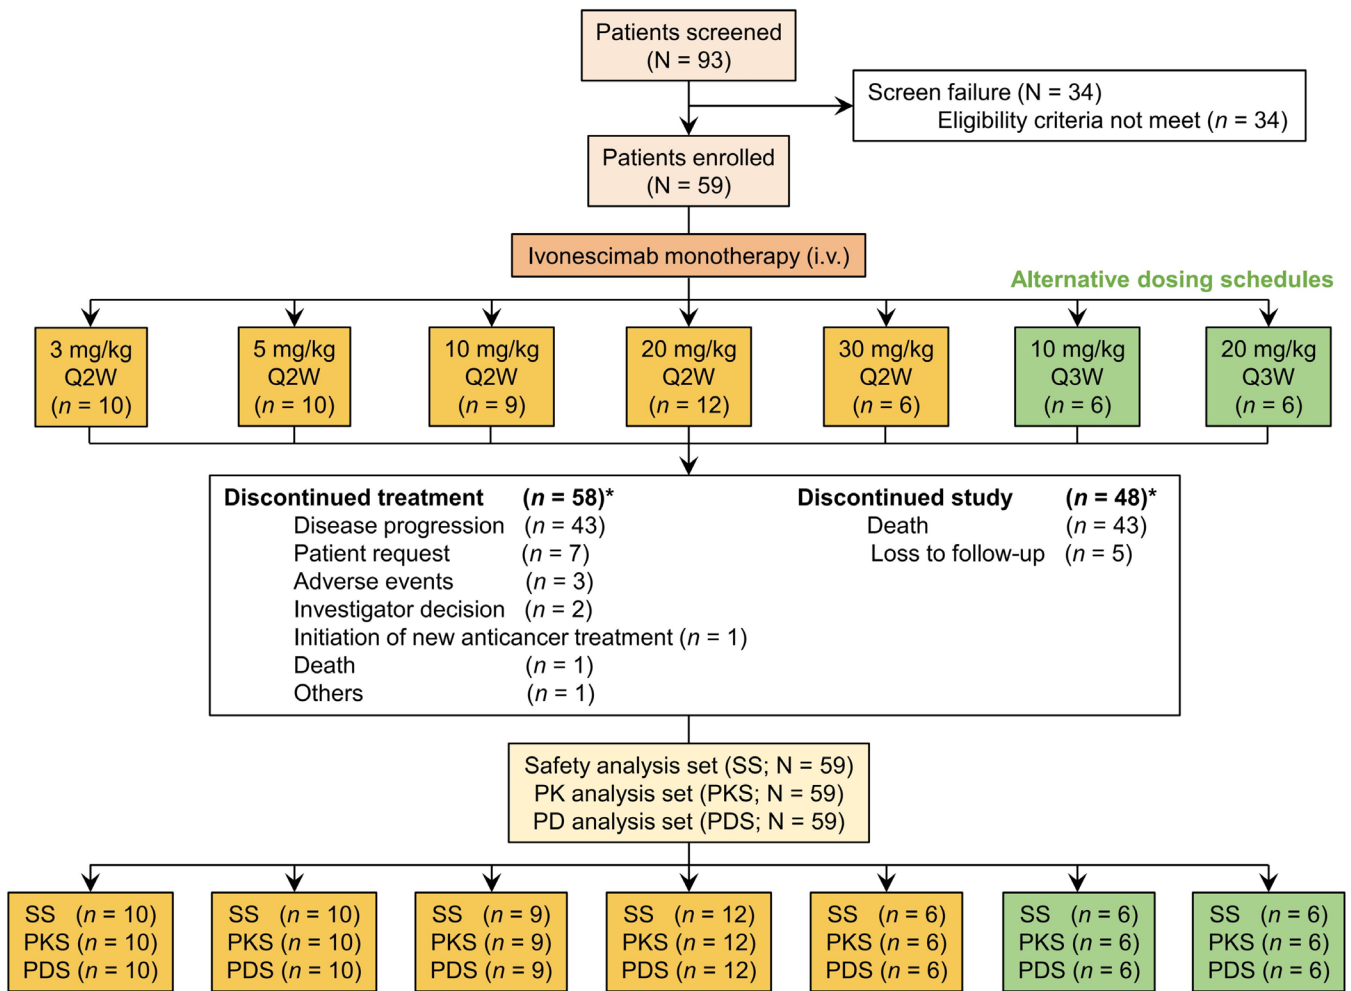 Patients screened
(N = 93)
Screen failure (N = 34)
Eligibility criteria not meet (n = 34)
Patients enrolled
(N = 59)
Ivonescimab monotherapy (i.v.)
Alternative dosing schedules
3 mg/kg
Q2W
(n = 10)
5 mg/kg
Q2W
(n = 10)
10 mg/kg
Q2W
(n = 9)
20 mg/kg
Q2W
(n = 12)
30 mg/kg
Q2W
(n = 6)
10 mg/kg
Q3W
(n = 6)
20 mg/kg
Q3W
(n = 6)
Discontinued treatment (n = 58)*
Disease progression (n = 43)
Patient request (n = 7)
Adverse events (n = 3)
Investigator decision (n = 2)
Initiation of new anticancer treatment (n = 1)
Death (n = 1)
Others (n = 1)
Discontinued study (n = 48)*
Death (n = 43)
Loss to follow-up (n = 5)
Safety analysis set (SS; N = 59)
PK analysis set (PKS; N = 59)
PD analysis set (PDS; N = 59)
SS (n = 10)
PKS (n = 10)
PDS (n = 10)
SS (n = 10)
PKS (n = 10)
PDS (n = 10)
SS (n = 9)
PKS (n = 9)
PDS (n = 9)
SS (n = 12)
PKS (n = 12)
PDS (n = 12)
SS (n = 6)
PKS (n = 6)
PDS (n = 6)
SS (n = 6)
PKS (n = 6)
PDS (n = 6)
SS (n = 6)
PKS (n = 6)
PDS (n = 6)